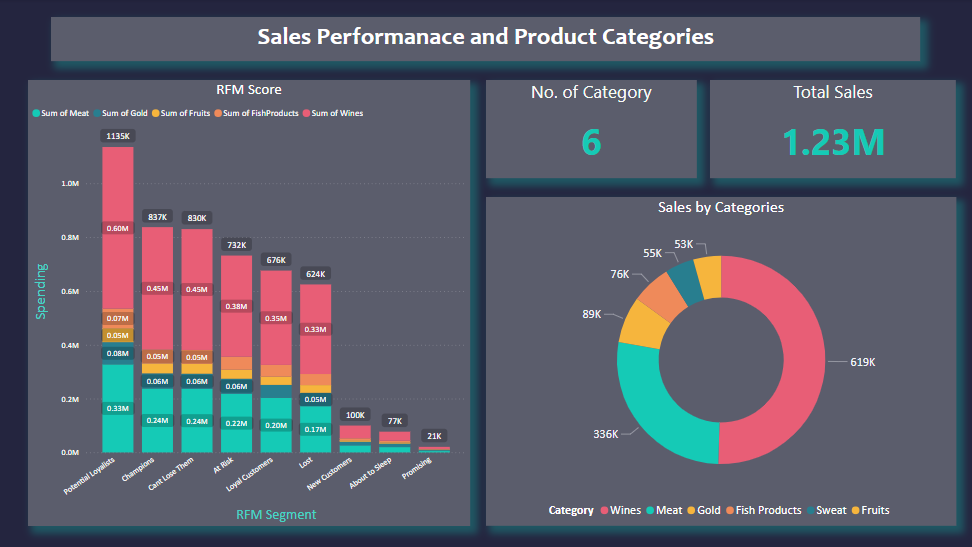 Sales Performanace and Product Categories
RFM Score
Sum of Meat Sum of Gold Sum of Fruits Sum of FishProducts Sum of Wines
1135K
837K
830K
732K
676K
624K
100K
77K
21K
1.0M
0.8M
0.6M
0.4M
0.2M
0.0M
Spending
0.60M
0.07M
0.05M
0.08M
0.33M
0.45M
0.05M
0.06M
0.24M
0.45M
0.05M
0.06M
0.24M
0.38M
0.06M
0.22M
0.35M
0.20M
0.33M
0.05M
0.17M
Potential Loyalists
Champions
Cant Lose Them
At Risk
Loyal Customers
Lost
New Customers
About to Sleep
Promising
RFM Segment
No. of Category
6
Total Sales
1.23M
Sales by Categories
53K
55K
76K
89K
336K
619K
Category Wines Meat Gold Fish Products Sweat Fruits